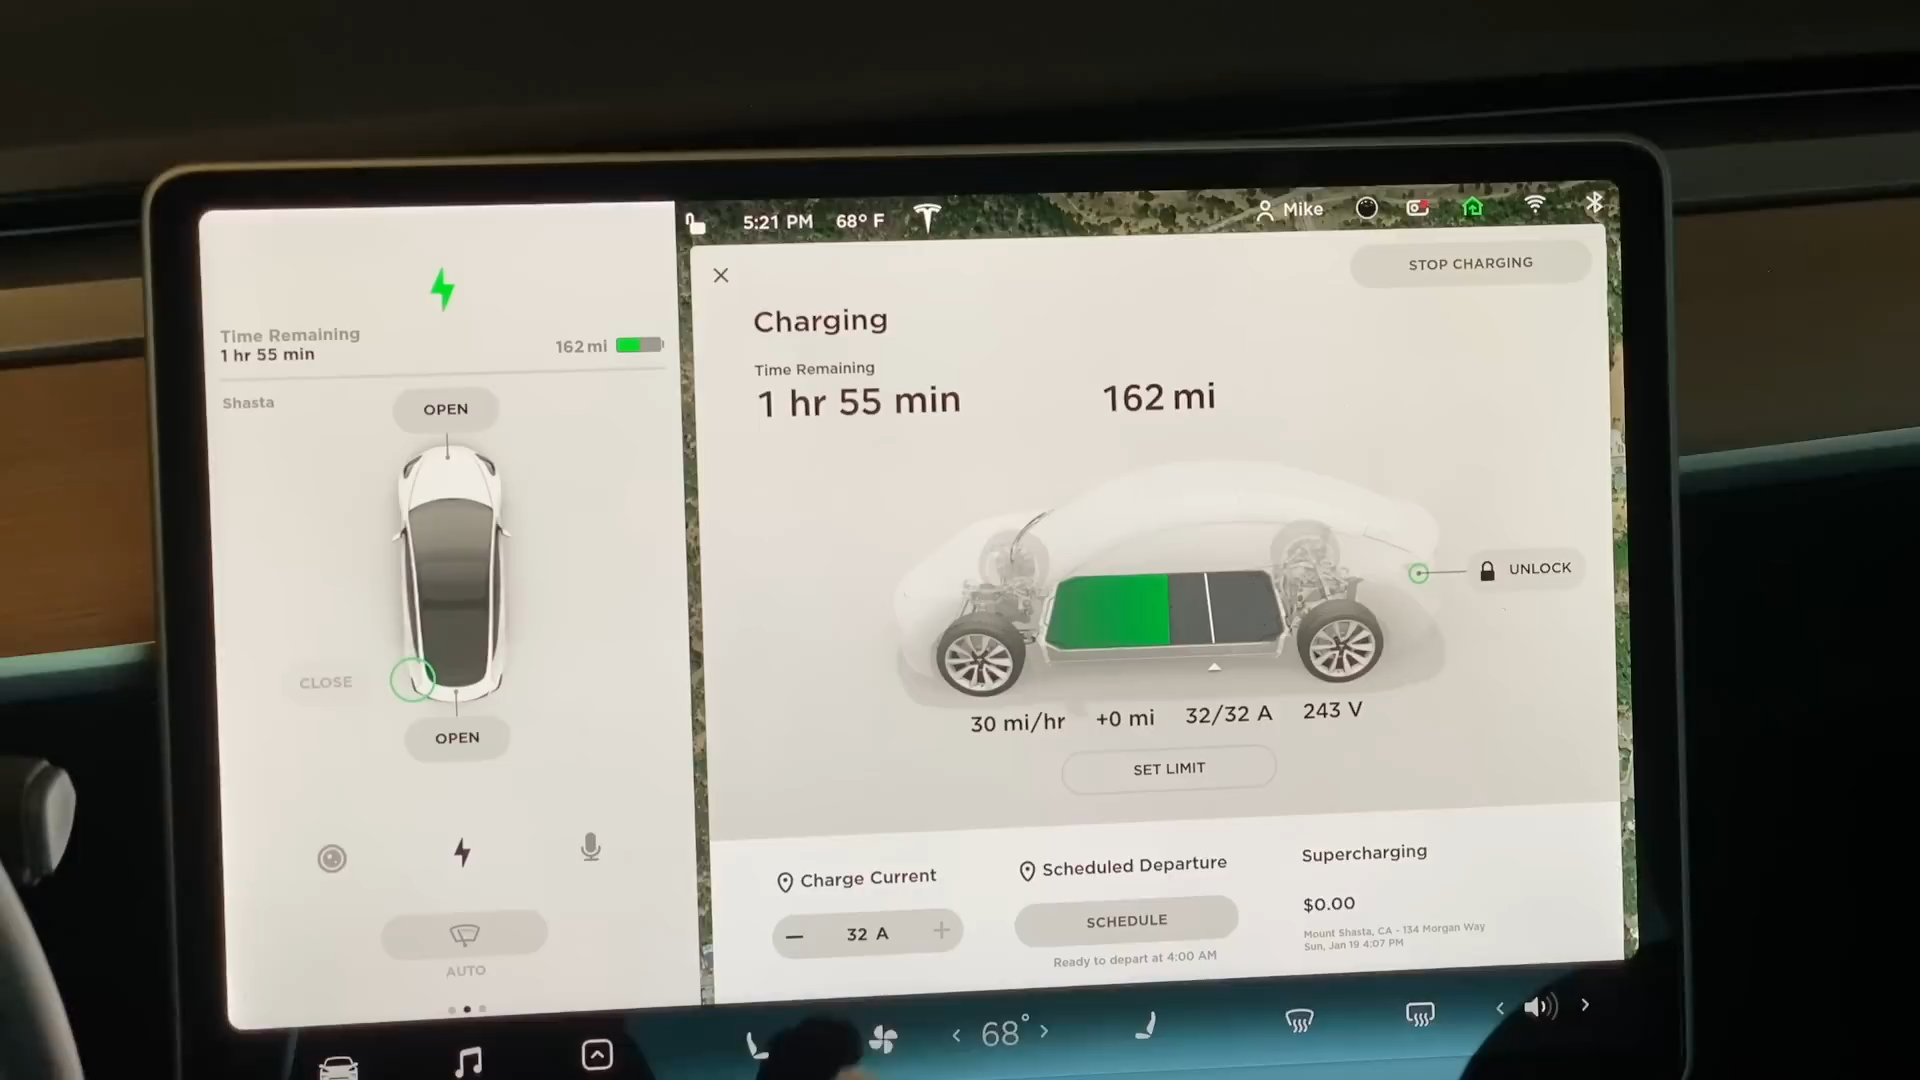 5:21 PM 68° F
Mike
Time Remaining
1 hr 55 min
162 mi
Shasta
OPEN
CLOSE
OPEN
AUTO
STOP CHARGING
Charging
Time Remaining
1 hr 55 min
162 mi
UNLOCK
30 mi/hr +0 mi 32/32 A 243 V
SET LIMIT
Charge Current
32 A
Scheduled Departure
SCHEDULE
Ready to depart at 4:00 AM
Supercharging
$0.00
Mount Shasta, CA - 134 Morgan Way
Sun, Jan 19 4:07 PM
68°